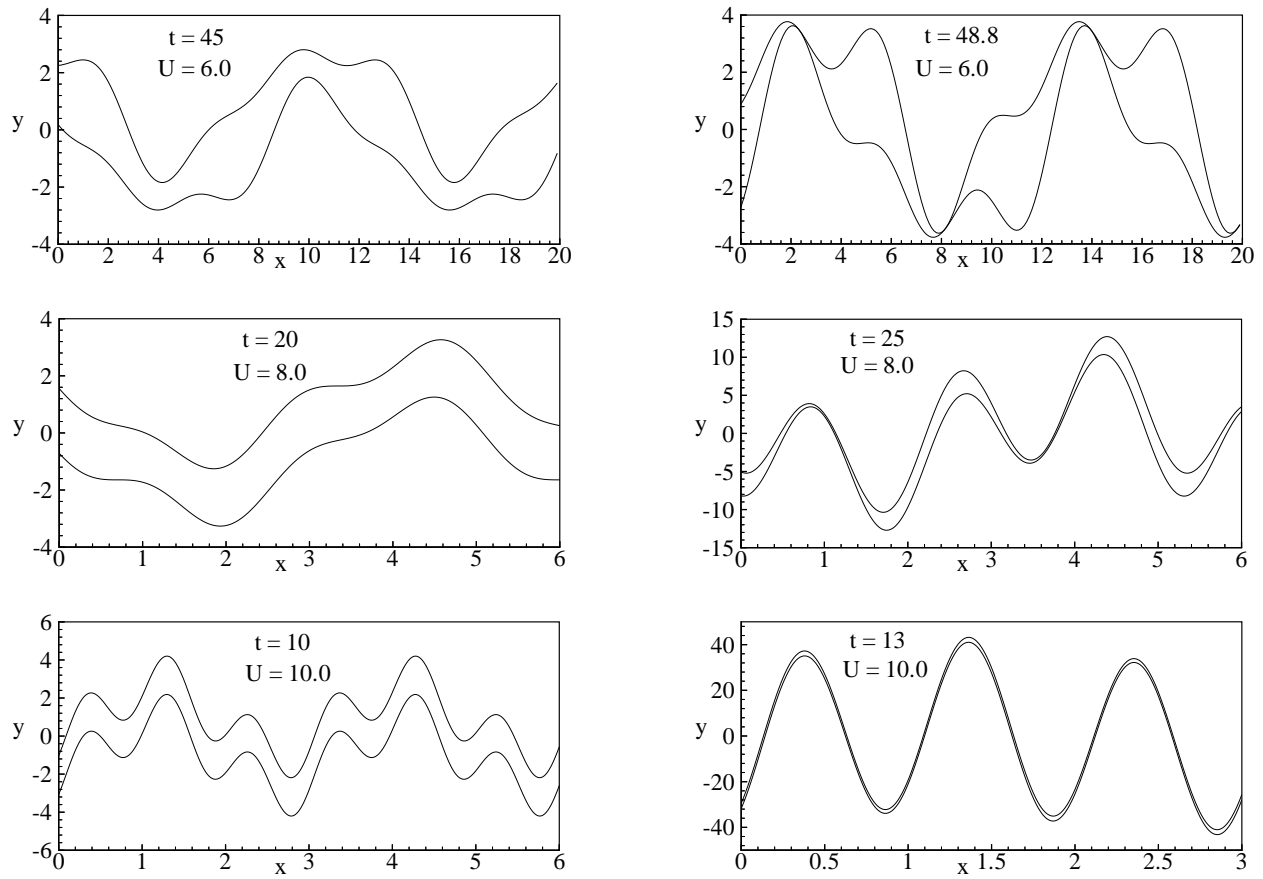 4
2
y
0
-2
-4
t = 45
U = 6.0
0 2 4 6 8 10 12 14 16 18 20
x
4
2
y
0
-2
-4
t = 48.8
U = 6.0
0 2 4 6 8 10 12 14 16 18 20
x
4
2
y
0
-2
-4
t = 20
U = 8.0
0 1 2 3 4 5 6
x
15
10
5
y
0
-5
-10
-15
t = 25
U = 8.0
0 1 2 3 4 5 6
x
6
4
2
y
0
-2
-4
-6
t = 10
U = 10.0
0 1 2 3 4 5 6
x
40
20
y
0
-20
-40
t = 13
U = 10.0
0 0.5 1 1.5 2 2.5 3
x